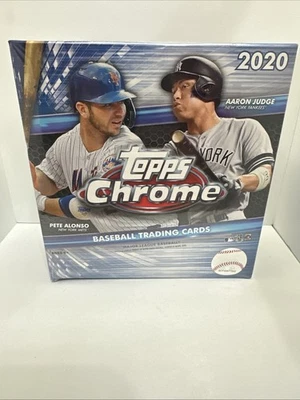 2020
AARON JUDGE
NEW YORK YANKEES
YORK
topps
Chrome
PETE ALONSO
NEW YORK METS
BASEBALL TRADING CARDS